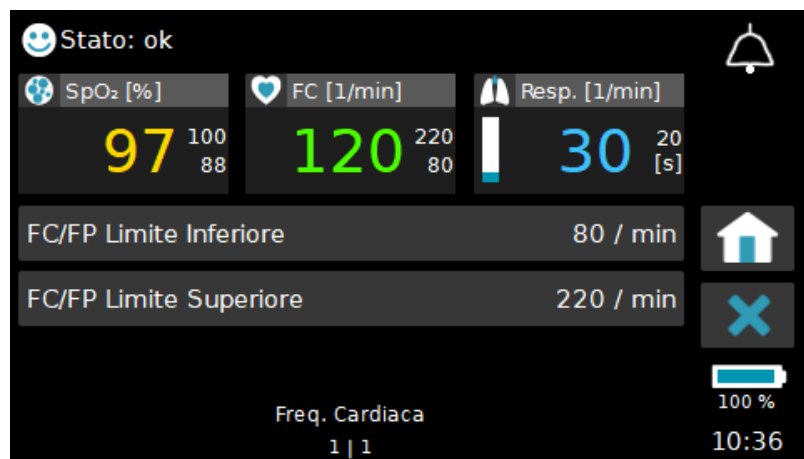 Stato: ok
SpO₂ [%] FC [1/min] Resp. [1/min]
97 100 88 120 220 80 30 20 [s]
FC/FP Limite Inferiore 80 / min
FC/FP Limite Superiore 220 / min
100 %
Freq. Cardiaca
1 | 1 10:36